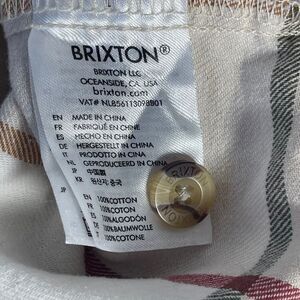 BRIXTON®
BRIXTON LLC
OCEANSIDE, CA. USA
brixton.com
VAT# NL856113098B01
EN MADE IN CHINA
FR FABRIQUÉ EN CHINE
ES HECHO EN CHINA
DE HERGESTELLT IN CHINA
IT PRODOTTO IN CINA
NL GEPRODUCEERD IN CHINA
JP 中国製
KR 원산지: 중국
EN 100%COTTON
FR 100%COTON
ES 100%ALGODÓN
DE 100%BAUMWOLLE
IT 100%COTONE
BRIXTON